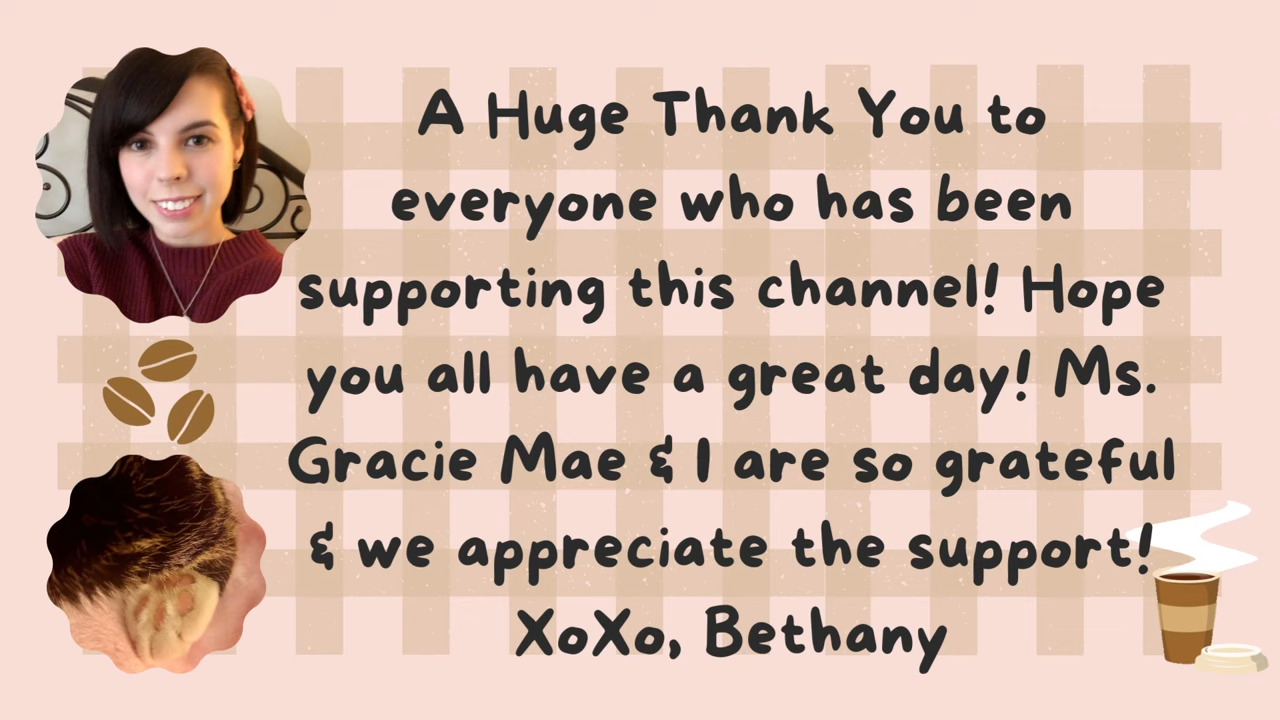 A Huge Thank You to
everyone who has been
supporting this channel! Hope
you all have a great day! Ms.
Gracie Mae & I are so grateful
& we appreciate the support!
XoXo, Bethany